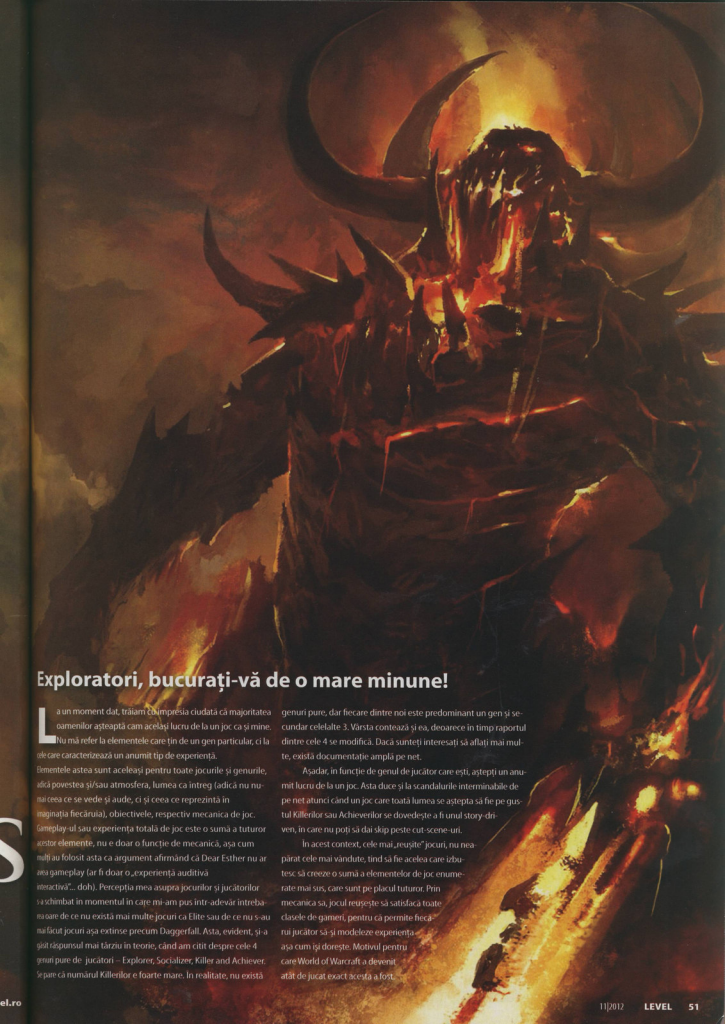 Exploratori, bucurați-vă de o mare minune!
La un moment dat, trăiam cu impresia ciudată că majoritatea
oamenilor așteaptă cam același lucru de la un joc ca și mine.
Nu mă refer la elementele care țin de un gen particular, ci la
cele care caracterizează un anumit tip de experiență.
Elementele astea sunt aceleași pentru toate jocurile și genurile,
adică povestea și/sau atmosfera, lumea ca întreg (adică nu nu-
mai ceea ce se vede și aude, ci și ceea ce reprezintă în
imaginația fiecăruia), obiectivele, respectiv mecanica de joc.
Gameplay-ul sau experiența totală de joc este o sumă a tuturor
acestor elemente, nu e doar o funcție de mecanică, așa cum
mulți au folosit asta ca argument afirmând că Dear Esther nu ar
avea gameplay (ar fi doar o „experiență auditivă
interactivă”... doh). Percepția mea asupra jocurilor și jucătorilor
s-a schimbat în momentul în care mi-am pus într-adevăr întreba-
rea oare de ce nu există mai multe jocuri ca Elite sau de ce nu s-au
mai făcut jocuri așa extinse precum Daggerfall. Asta, evident, și-a
găsit răspunsul mai târziu în teorie, când am citit despre cele 4
genuri pure de jucători – Explorer, Socializer, Killer and Achiever.
Se pare că numărul Killerilor e foarte mare. În realitate, nu există
genuri pure, dar fiecare dintre noi este predominant un gen și se-
cundar celelalte 3. Vârsta contează și ea, deoarece în timp raportul
dintre cele 4 se modifică. Dacă sunteți interesați să aflați mai mul-
te, există documentație amplă pe net.
Așadar, în funcție de genul de jucător care ești, aștepți un anu-
mit lucru de la un joc. Asta duce și la scandalurile interminabile de
pe net atunci când un joc care toată lumea se aștepta să fie pe gus-
tul Killerilor sau Achieverilor se dovedește a fi unul story-dri-
ven, în care nu poți să dai skip peste cut-scene-uri.
În acest context, cele mai „reușite” jocuri, nu nea-
părat cele mai vândute, tind să fie acelea care izbu-
tesc să creeze o sumă a elementelor de joc enume-
rate mai sus, care sunt pe placul tuturor. Prin
mecanica sa, jocul reușește să satisfacă toate
clasele de gameri, pentru că permite fiecă-
rui jucător să-și modeleze experiența
așa cum își dorește. Motivul pentru
care World of Warcraft a devenit
atât de jucat exact acesta a fost.
S
el.ro
11|2012 LEVEL 51